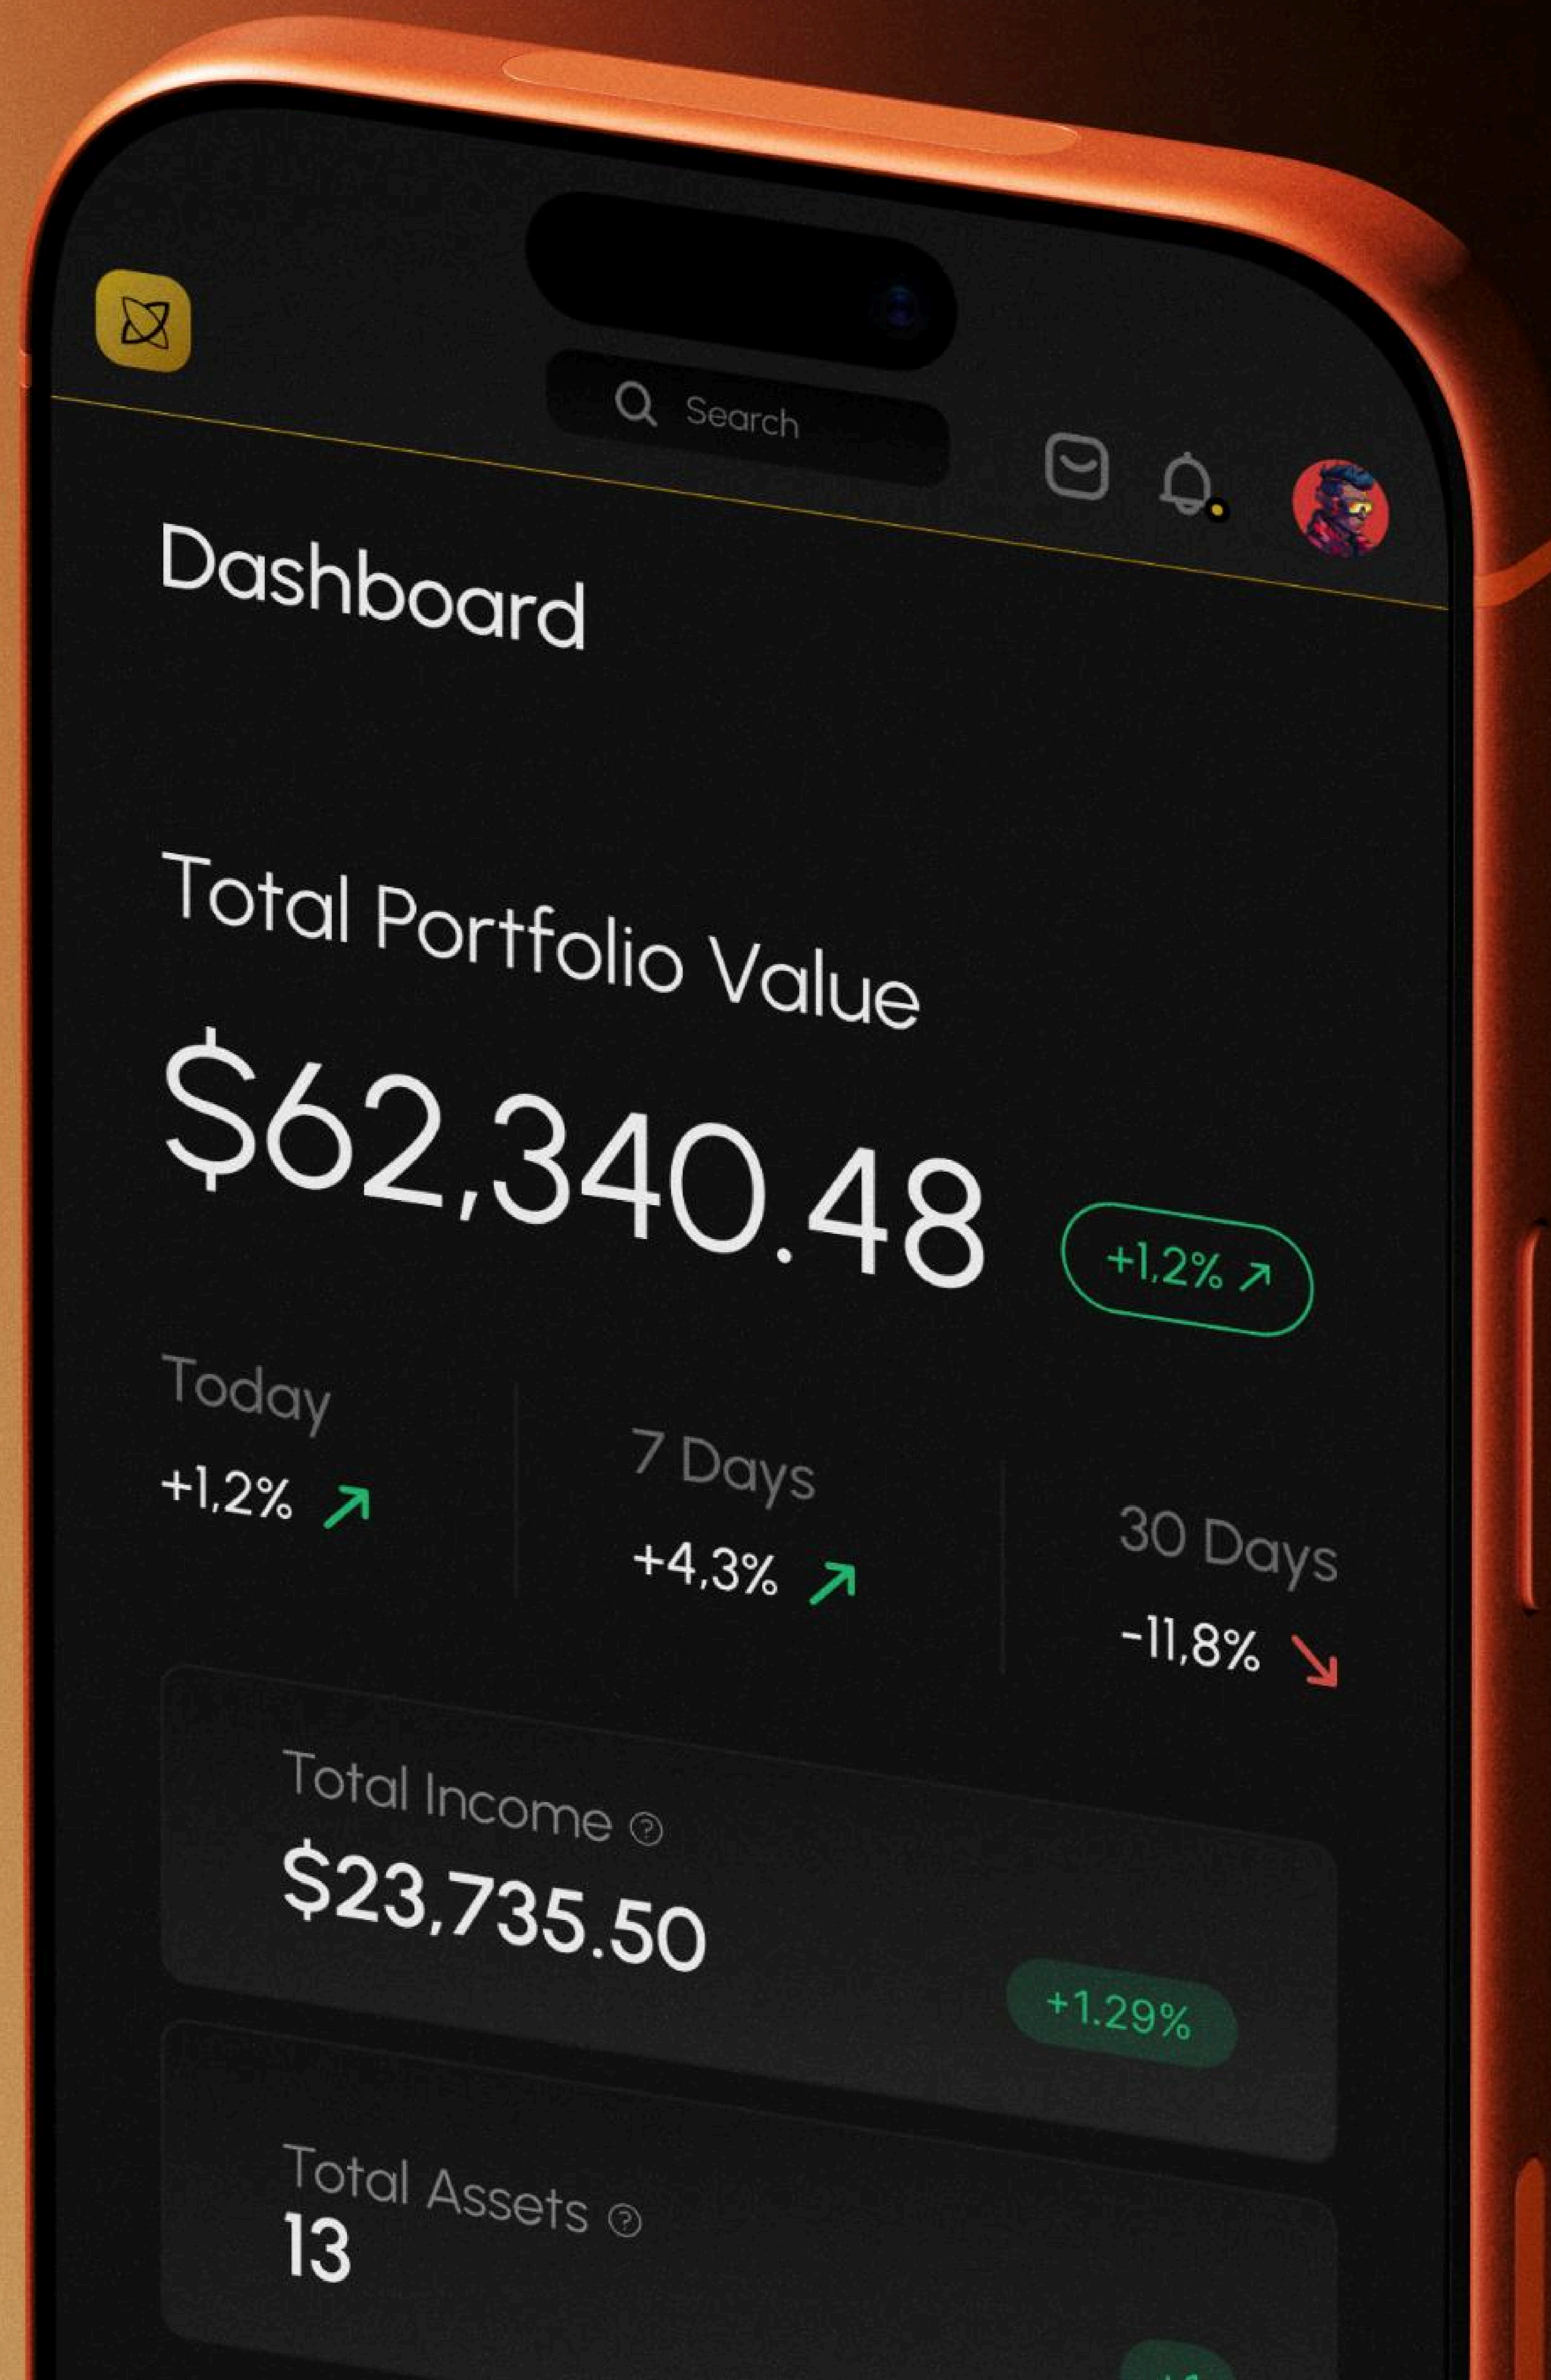 Search
Dashboard
Total Portfolio Value
$62,340.48
+1,2%
Today
7 Days
30 Days
+1,2%
+4,3%
-11,8%
Total Income
$23,735.50
+1.29%
Total Assets
13